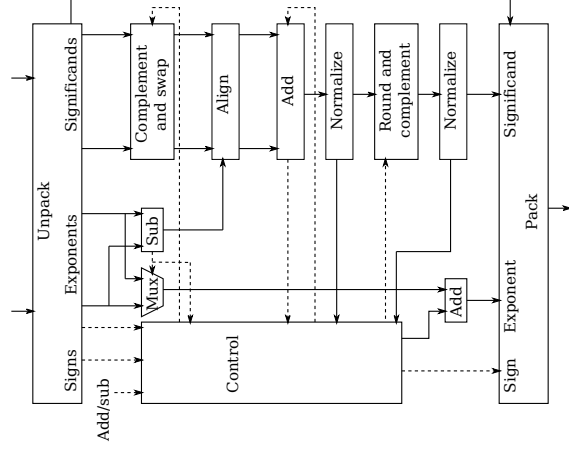 Unpack
Significands
Exponents
Signs
Add/sub
Complement
and swap
Sub
Mux
Control
Align
Add
Normalize
Round and
complement
Normalize
Add
Significand
Exponent
Sign
Pack